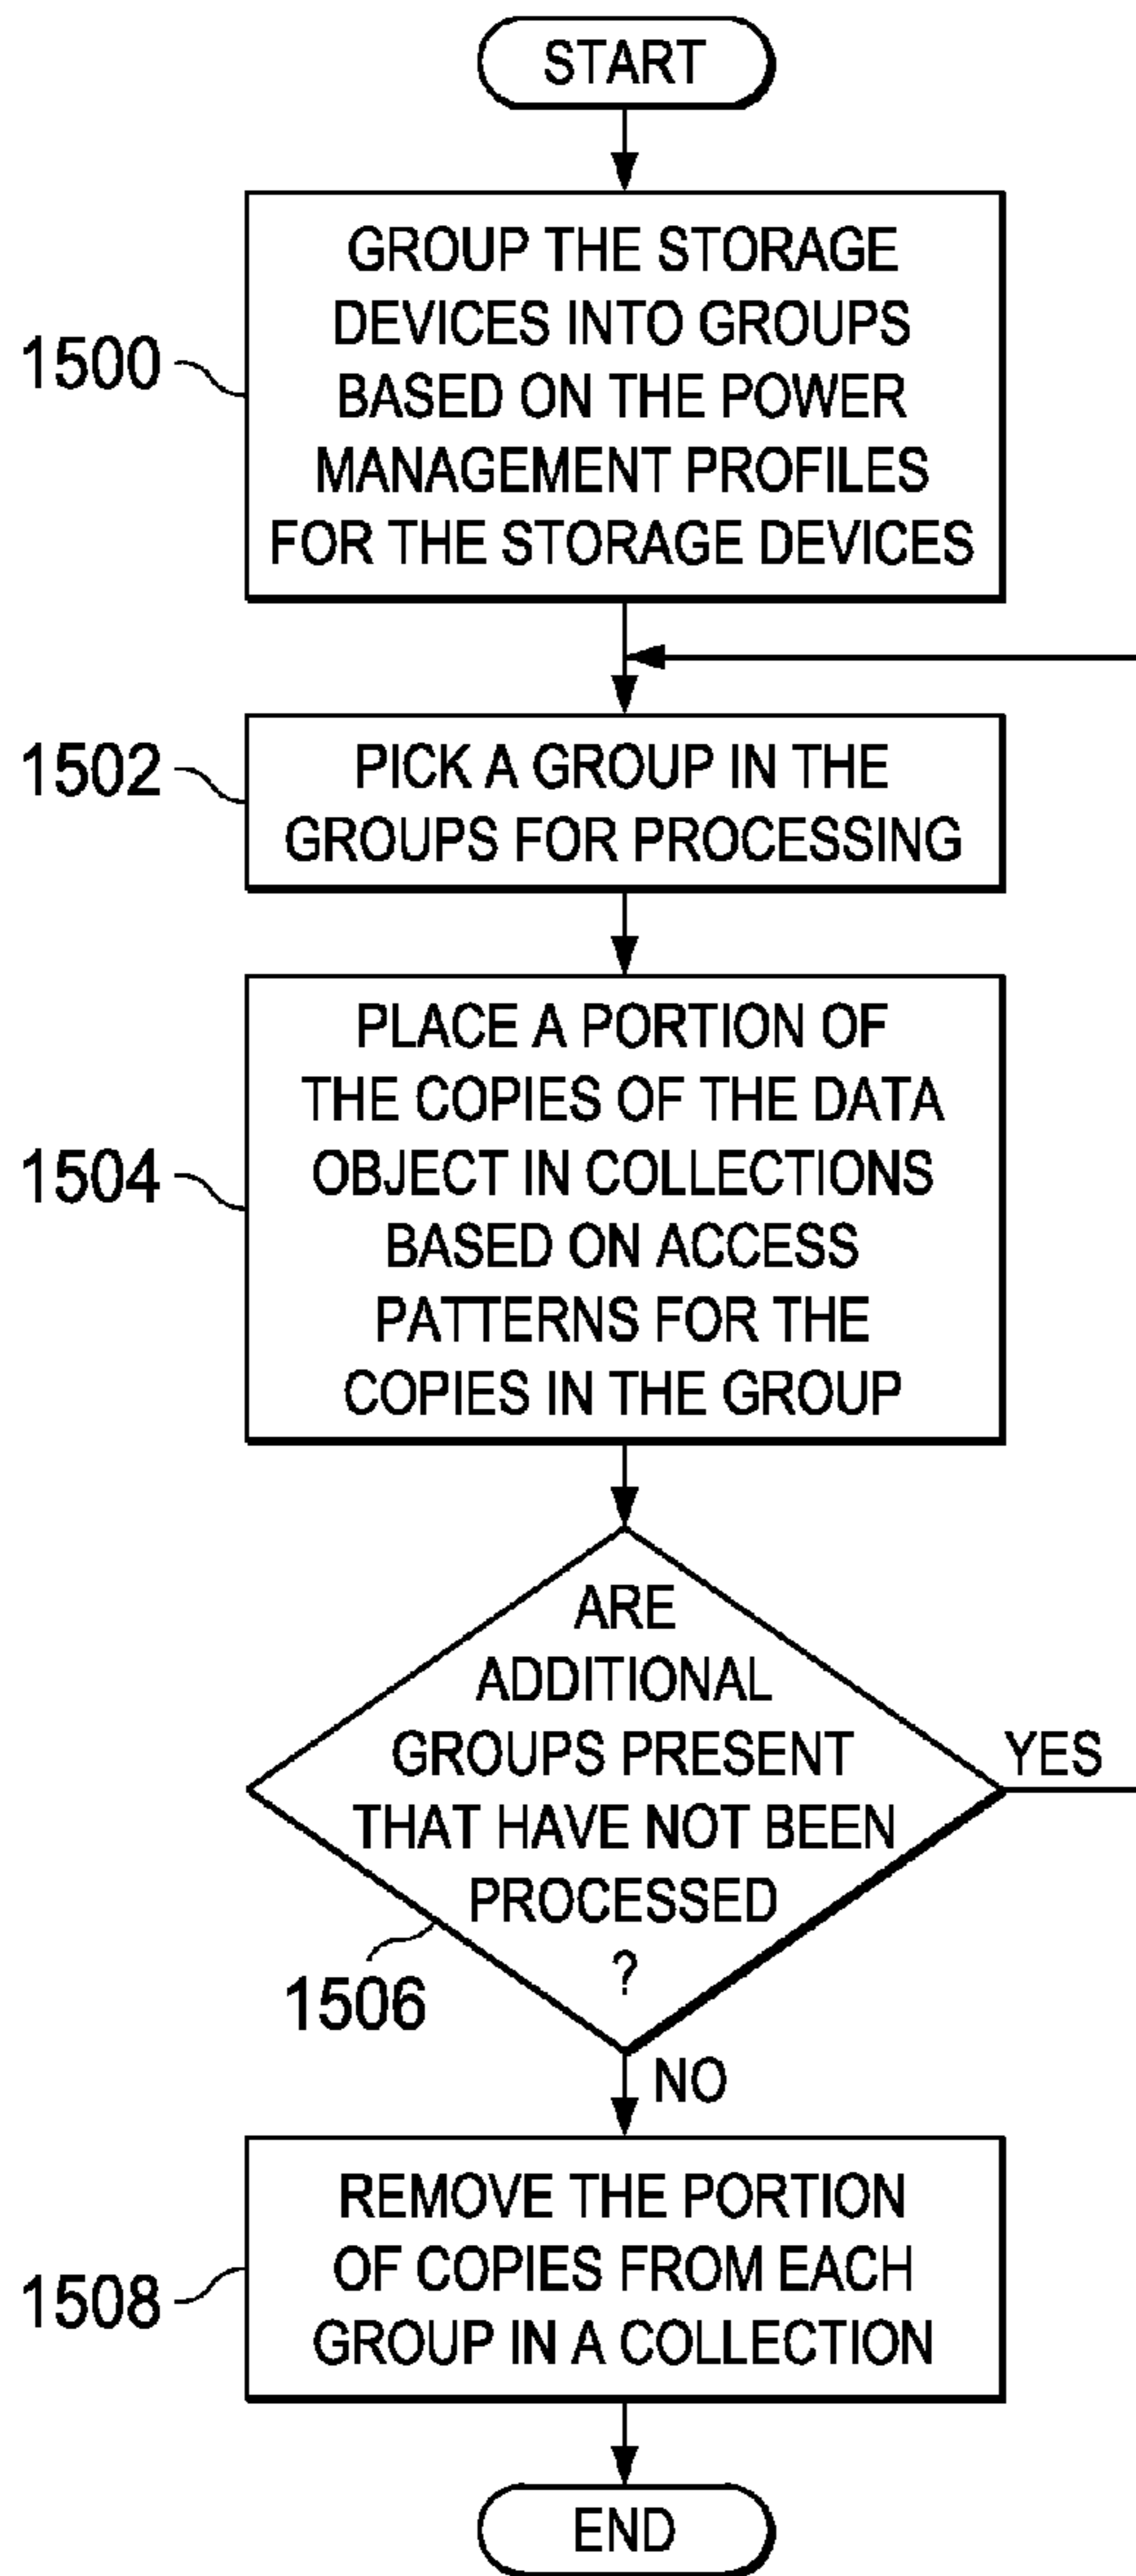 START
1500
GROUP THE STORAGE
DEVICES INTO GROUPS
BASED ON THE POWER
MANAGEMENT PROFILES
FOR THE STORAGE DEVICES
1502
PICK A GROUP IN THE
GROUPS FOR PROCESSING
1504
PLACE A PORTION OF
THE COPIES OF THE DATA
OBJECT IN COLLECTIONS
BASED ON ACCESS
PATTERNS FOR THE
COPIES IN THE GROUP
ARE
ADDITIONAL
GROUPS PRESENT
THAT HAVE NOT BEEN
PROCESSED
?
YES
1506
NO
1508
REMOVE THE PORTION
OF COPIES FROM EACH
GROUP IN A COLLECTION
END